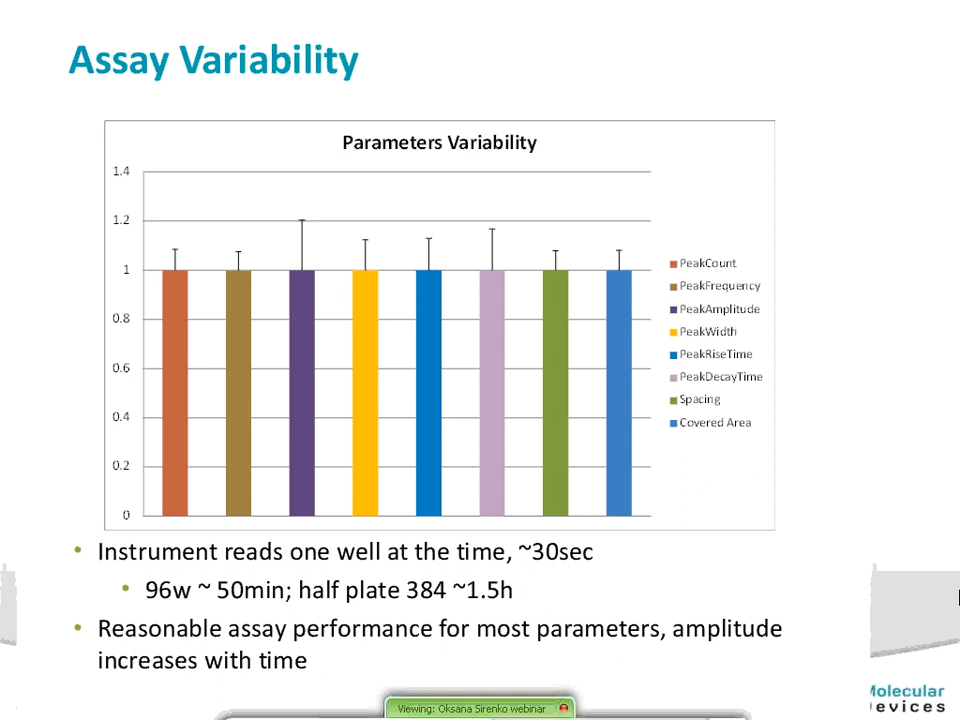 Assay Variability
Parameters Variability
1.4
1.2
1
0.8
0.6
0.4
0.2
0
PeakCount
PeakFrequency
PeakAmplitude
PeakWidth
PeakRiseTime
PeakDecayTime
Spacing
Covered Area
• Instrument reads one well at the time, ~30sec
• 96w ~ 50min; half plate 384 ~1.5h
• Reasonable assay performance for most parameters, amplitude
increases with time
Molecular
Devices
Viewing: Oksana Sirenko webinar